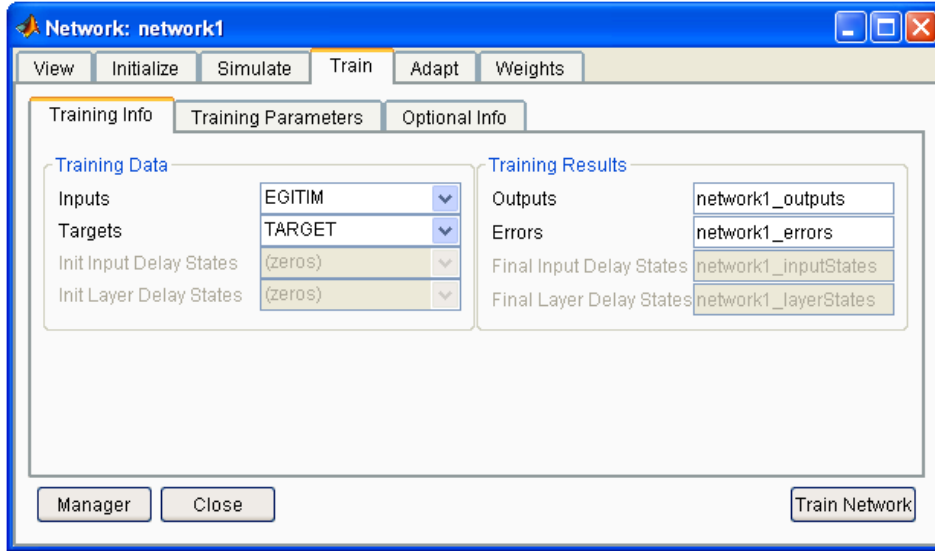 Network: network1
View Initialize Simulate Train Adapt Weights
Training Info Training Parameters Optional Info
Training Data
Inputs EGITIM
Targets TARGET
Init Input Delay States (zeros)
Init Layer Delay States (zeros)
Training Results
Outputs network1_outputs
Errors network1_errors
Final Input Delay States network1_inputStates
Final Layer Delay States network1_layerStates
Manager Close Train Network